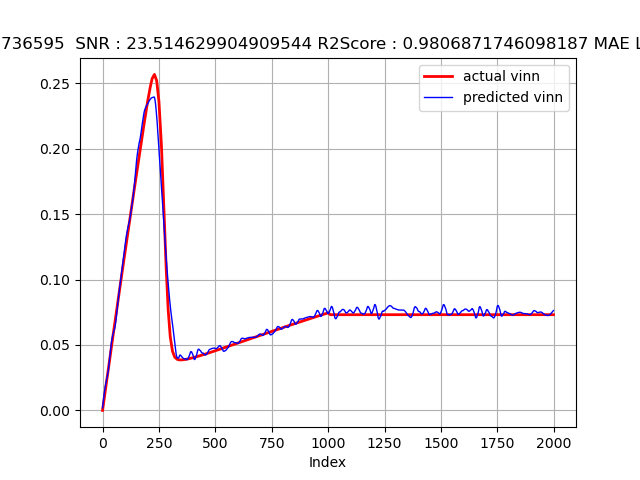 736595 SNR : 23.514629904909544 R2Score : 0.9806871746098187 MAE L
actual vinn
predicted vinn
0.25
0.20
0.15
0.10
0.05
0.00
0 250 500 750 1000 1250 1500 1750 2000
Index